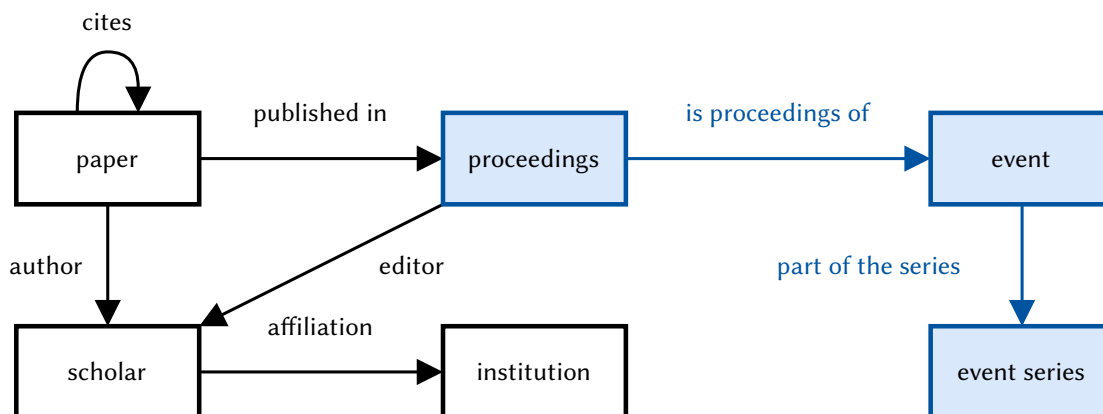 cites
published in
is proceedings of
paper
proceedings
event
author
editor
part of the series
affiliation
scholar
institution
event series